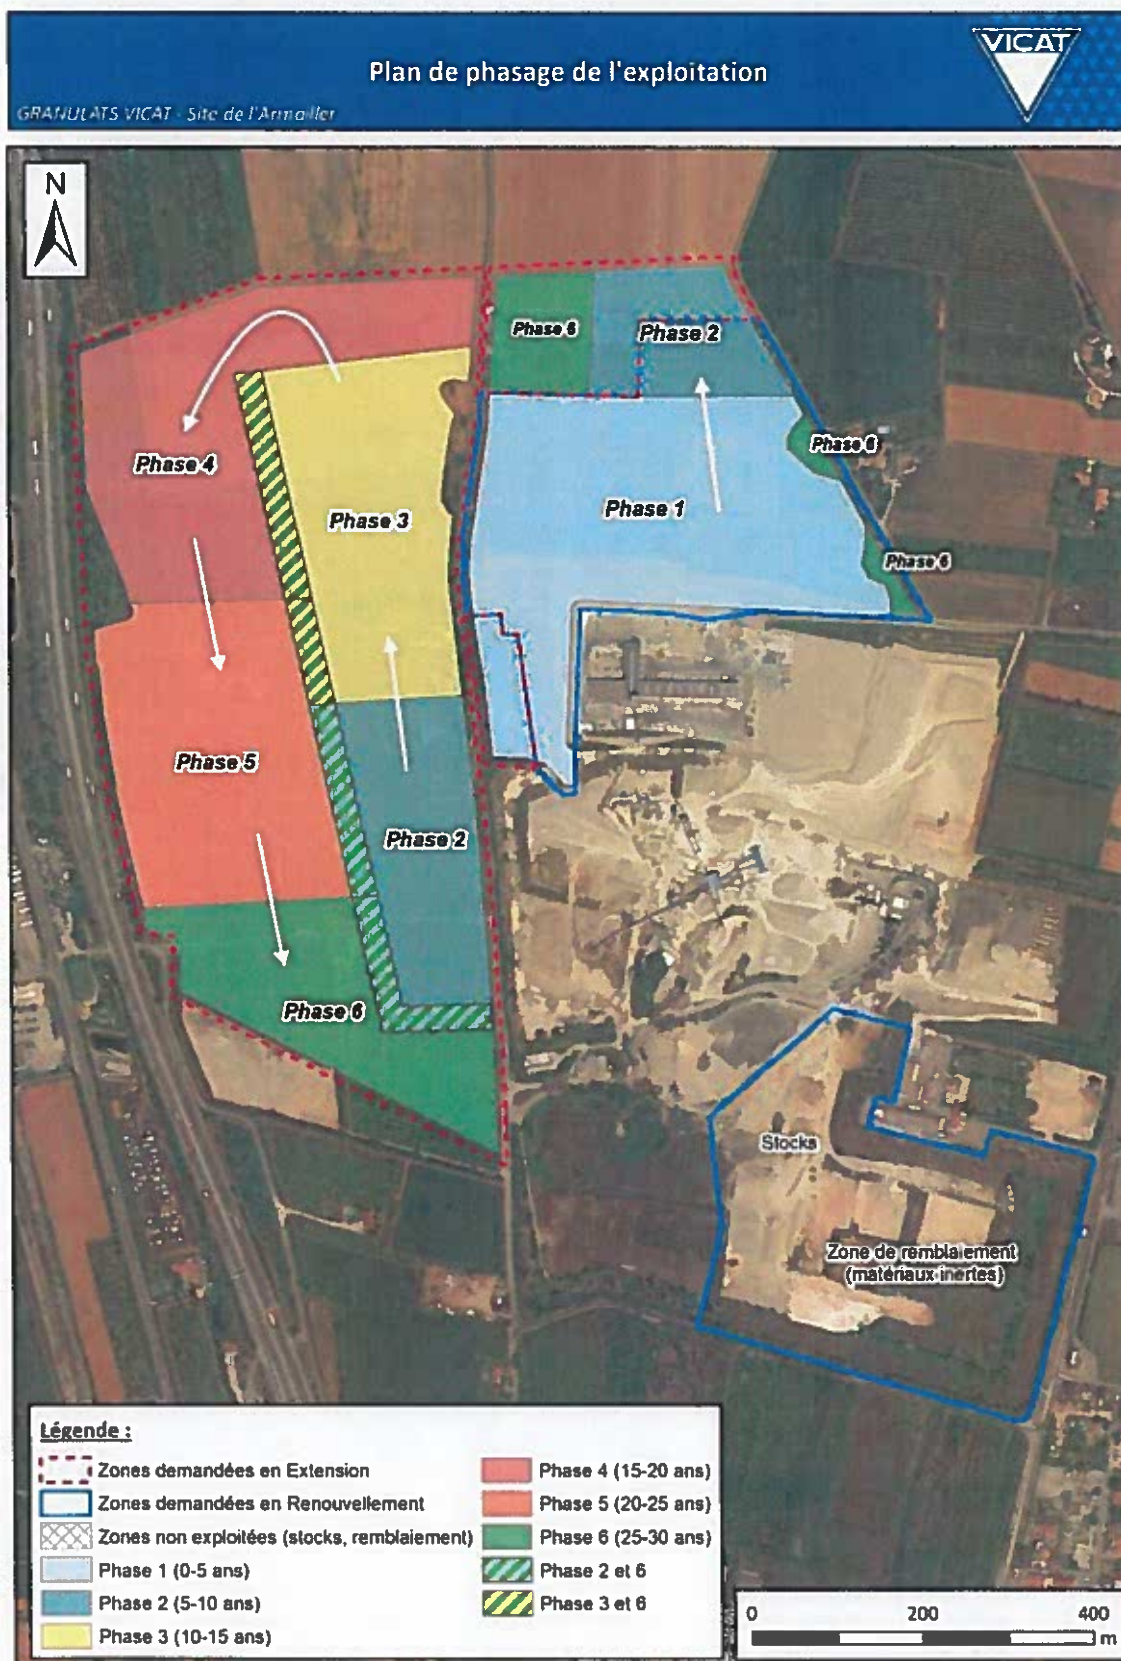 Plan de phasage de l'exploitation
VICAT
GRANULATS VICAT - Site de l'Armailler
N
Phase 6
Phase 2
Phase 6
Phase 4
Phase 3
Phase 1
Phase 6
Phase 5
Phase 2
Phase 6
Stocks
Zone de remblaiement
(matériaux inertes)
Légende :
Zones demandées en Extension
Zones demandées en Renouvellement
Zones non exploitées (stocks, remblaiement)
Phase 1 (0-5 ans)
Phase 2 (5-10 ans)
Phase 3 (10-15 ans)
Phase 4 (15-20 ans)
Phase 5 (20-25 ans)
Phase 6 (25-30 ans)
Phase 2 et 6
Phase 3 et 6
0 200 400
m